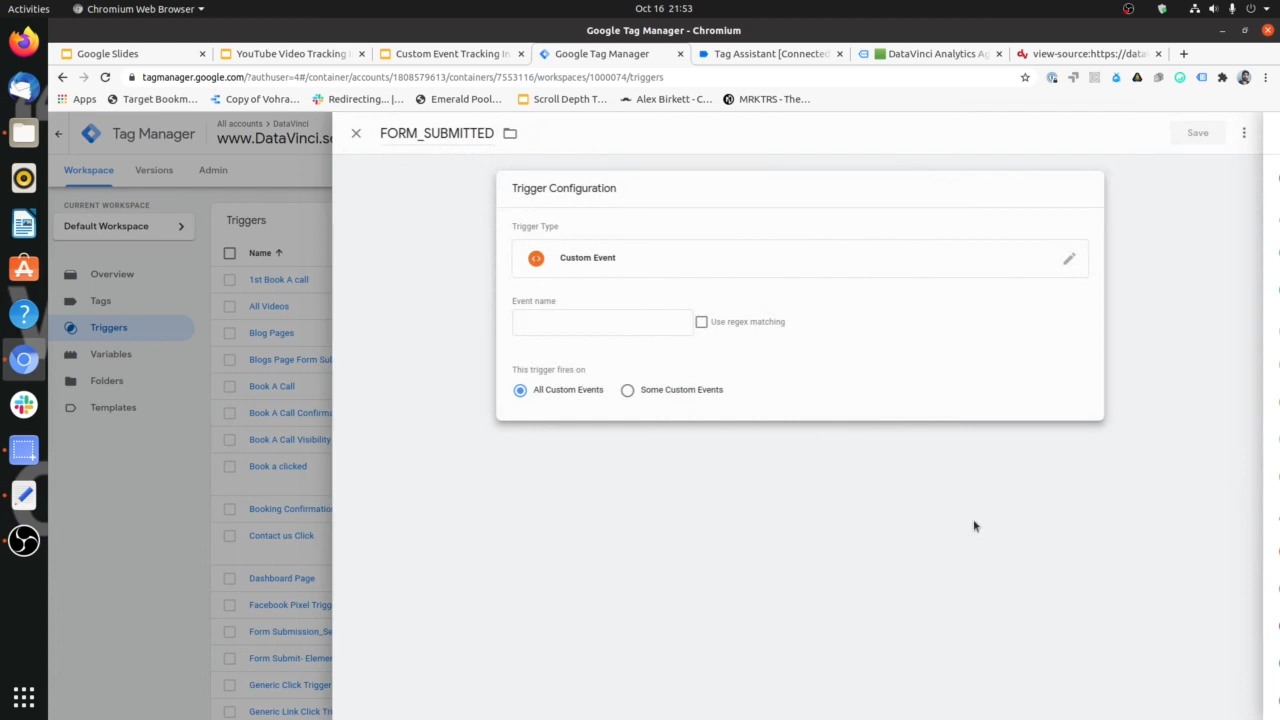 Activities
Chromium Web Browser
Oct 16 21:53
Google Tag Manager - Chromium
Google Slides
YouTube Video Tracking I
Custom Event Tracking In
Google Tag Manager
Tag Assistant [Connected
DataVinci Analytics Ag
view-source:https://data
tagmanager.google.com/?authuser=4#/container/accounts/1808579613/containers/7553116/workspaces/1000074/triggers
Apps
Target Bookm...
Copy of Vohra...
Redirecting...|...
Emerald Pool...
Scroll Depth T...
Alex Birkett - C...
MRKTRS - The...
Tag Manager
All accounts > DataVinci
www.DataVinci.se
FORM_SUBMITTED
Save
Workspace
Versions
Admin
CURRENT WORKSPACE
Default Workspace
Overview
Tags
Triggers
Variables
Folders
Templates
Triggers
Name
1st Book A call
All Videos
Blog Pages
Blogs Page Form Su
Book A Call
Book A Call Confirm
Book A Call Visibility
Book a clicked
Booking Confirmatio
Contact us Click
Dashboard Page
Facebook Pixel Trigg
Form Submission_Se
Form Submit- Elemen
Generic Click Trigger
Generic Link Click Tri
Trigger Configuration
Trigger Type
Custom Event
Event name
Use regex matching
This trigger fires on
All Custom Events
Some Custom Events